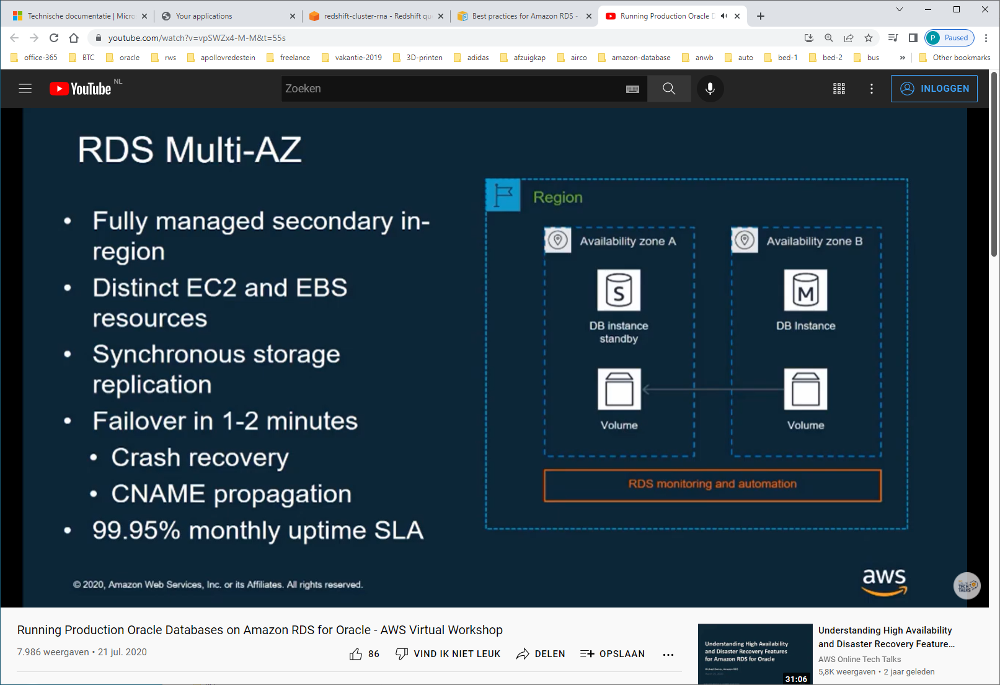 Technische documentatie | Micro
Your applications
redshift-cluster-rna - Redshift qu
Best practices for Amazon RDS -
Running Production Oracle D
youtube.com/watch?v=vpSWZx4-M-M&t=55s
P
Paused
office-365
BTC
oracle
rws
apollovredestein
freelance
vakantie-2019
3D-printen
adidas
afzuigkap
airco
amazon-database
anwb
auto
bed-1
bed-2
bus
»
Other bookmarks
YouTube NL
Zoeken
INLOGGEN
RDS Multi-AZ
• Fully managed secondary in-
region
• Distinct EC2 and EBS
resources
• Synchronous storage
replication
• Failover in 1-2 minutes
• Crash recovery
• CNAME propagation
• 99.95% monthly uptime SLA
Region
Availability zone A
Availability zone B
S
M
DB instance
standby
DB Instance
Volume
Volume
RDS monitoring and automation
© 2020, Amazon Web Services, Inc. or its Affiliates. All rights reserved.
aws
TECH
TALKS
Running Production Oracle Databases on Amazon RDS for Oracle - AWS Virtual Workshop
7.986 weergaven • 21 jul. 2020
86
VIND IK NIET LEUK
DELEN
OPSLAAN
Understanding High Availability
and Disaster Recovery Features
for Amazon RDS for Oracle
31:06
Understanding High Availability
and Disaster Recovery Feature...
AWS Online Tech Talks
5,8K weergaven • 2 jaar geleden